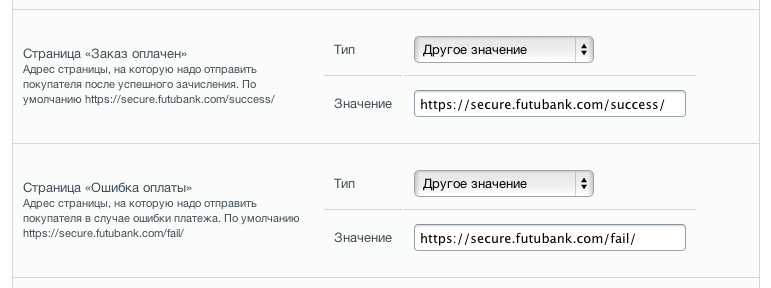 Страница «Заказ оплачен»
Адрес страницы, на которую надо отправить
покупателя после успешного зачисления. По
умолчанию https://secure.futubank.com/success/
Тип
Другое значение
Значение
https://secure.futubank.com/success/
Страница «Ошибка оплаты»
Адрес страницы, на которую надо отправить
покупателя в случае ошибки платежа. По умолчанию
https://secure.futubank.com/fail/
Тип
Другое значение
Значение
https://secure.futubank.com/fail/